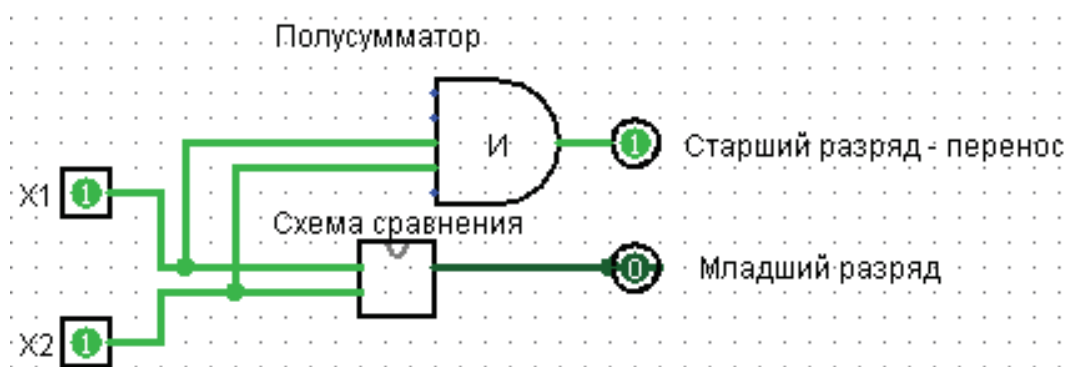 Полусумматор
И
1
Старший разряд - перенос
X1 1
Схема сравнения
0
Младший разряд
X2 1